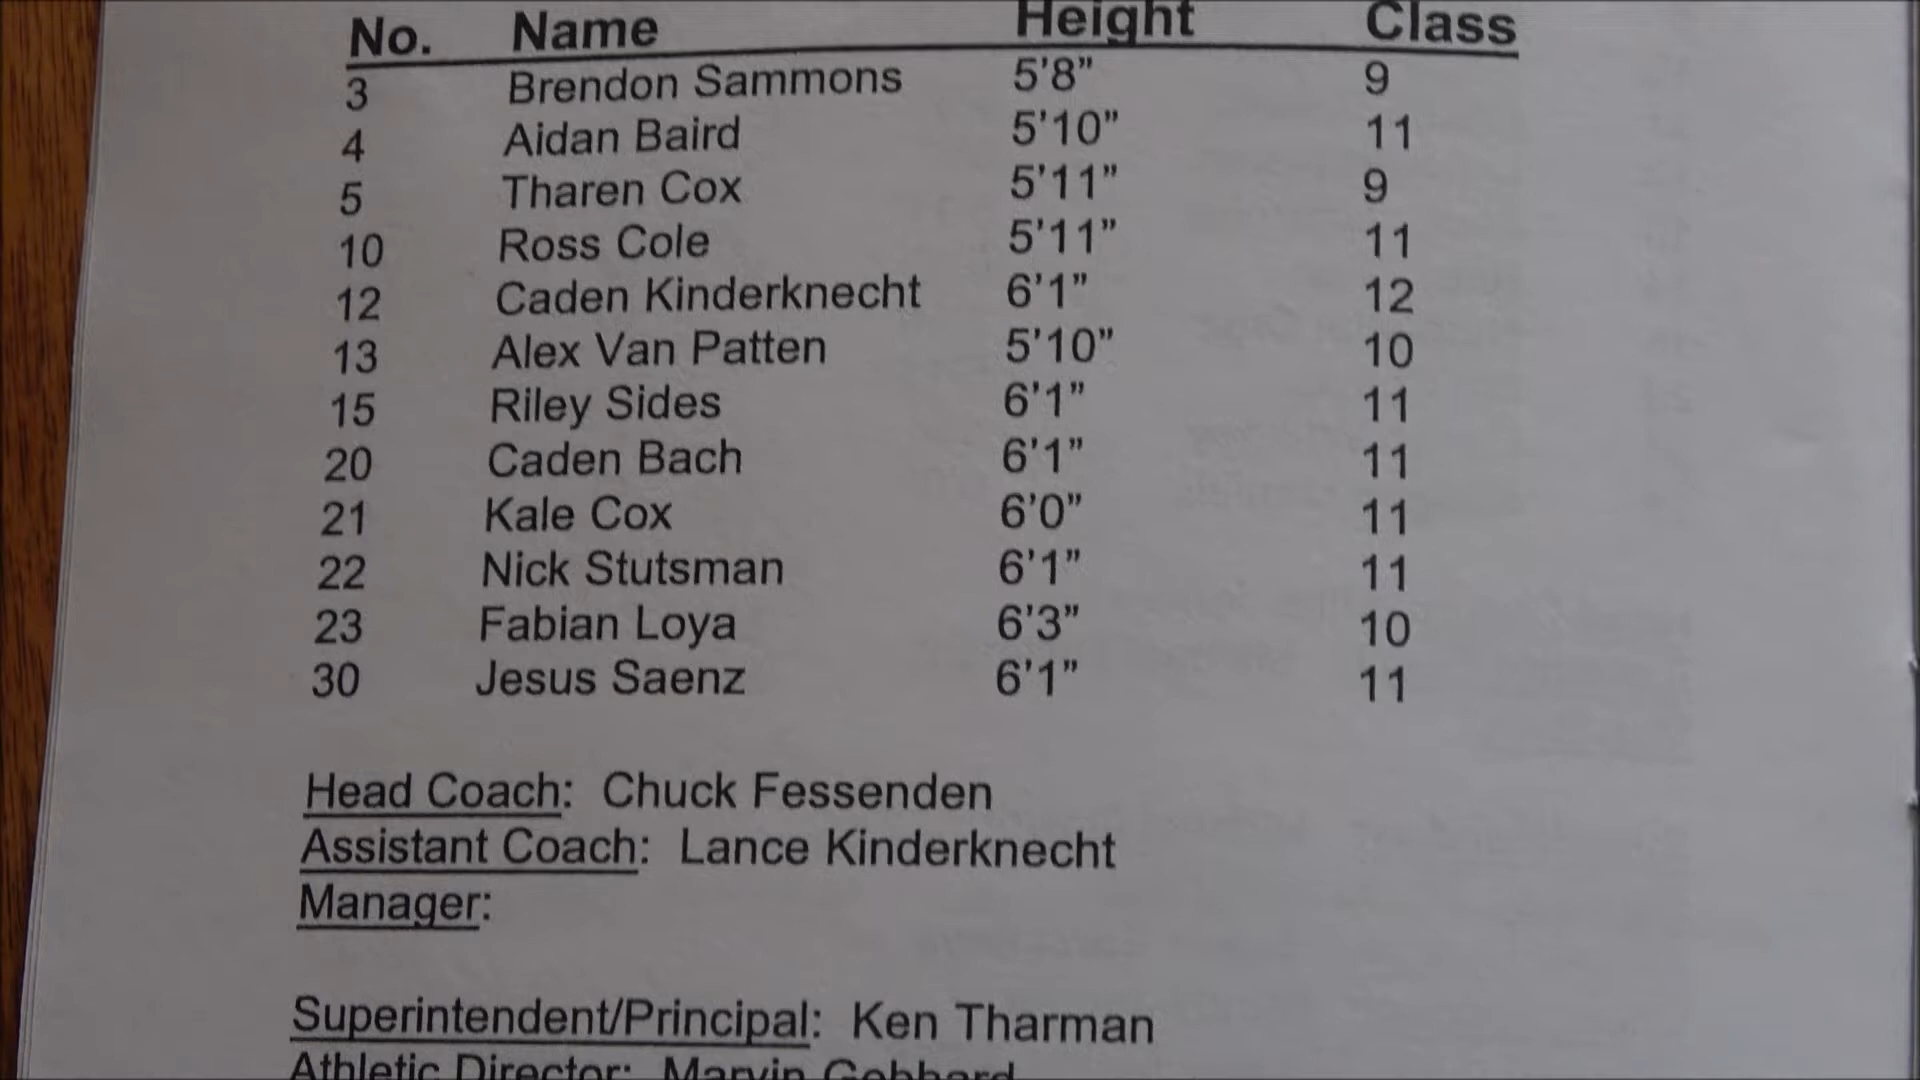 No. Name Height Class
3 Brendon Sammons 5'8" 9
4 Aidan Baird 5'10" 11
5 Tharen Cox 5'11" 9
10 Ross Cole 5'11" 11
12 Caden Kinderknecht 6'1" 12
13 Alex Van Patten 5'10" 10
15 Riley Sides 6'1" 11
20 Caden Bach 6'1" 11
21 Kale Cox 6'0" 11
22 Nick Stutsman 6'1" 11
23 Fabian Loya 6'3" 10
30 Jesus Saenz 6'1" 11
Head Coach: Chuck Fessenden
Assistant Coach: Lance Kinderknecht
Manager:
Superintendent/Principal: Ken Tharman
Athletic Director: Marvin Gebhard